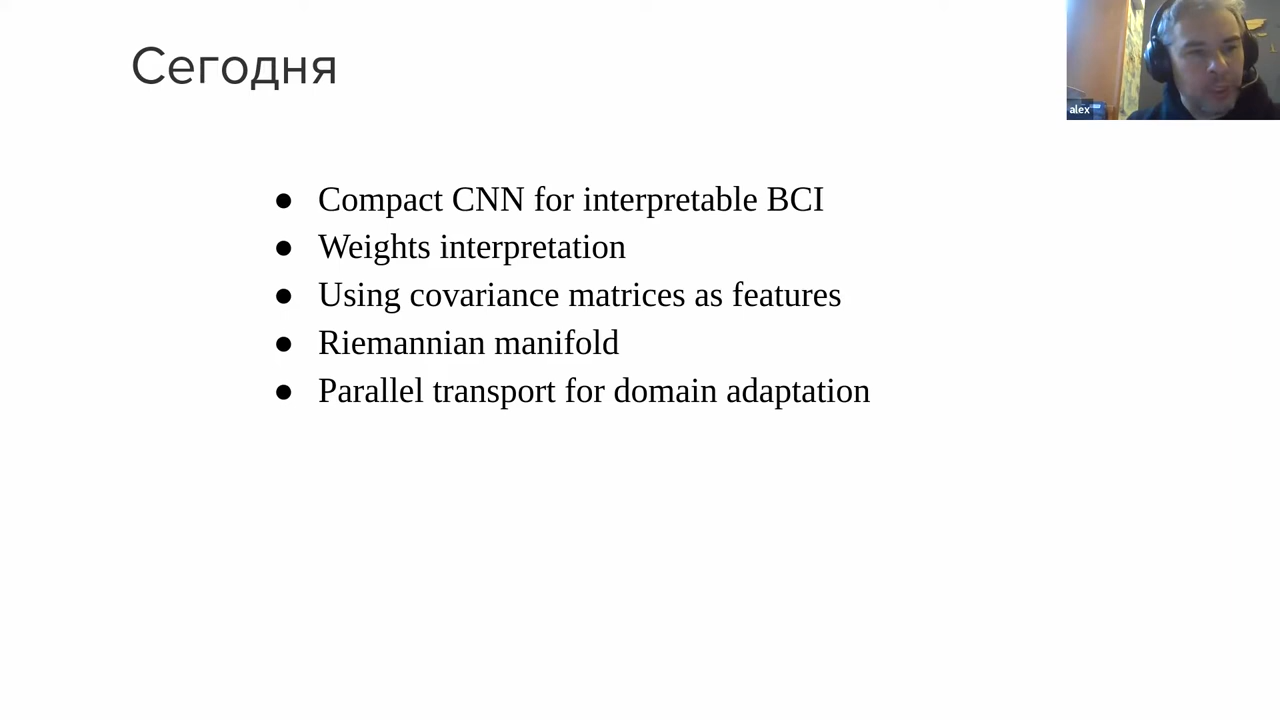 Сегодня
alex
● Compact CNN for interpretable BCI
● Weights interpretation
● Using covariance matrices as features
● Riemannian manifold
● Parallel transport for domain adaptation